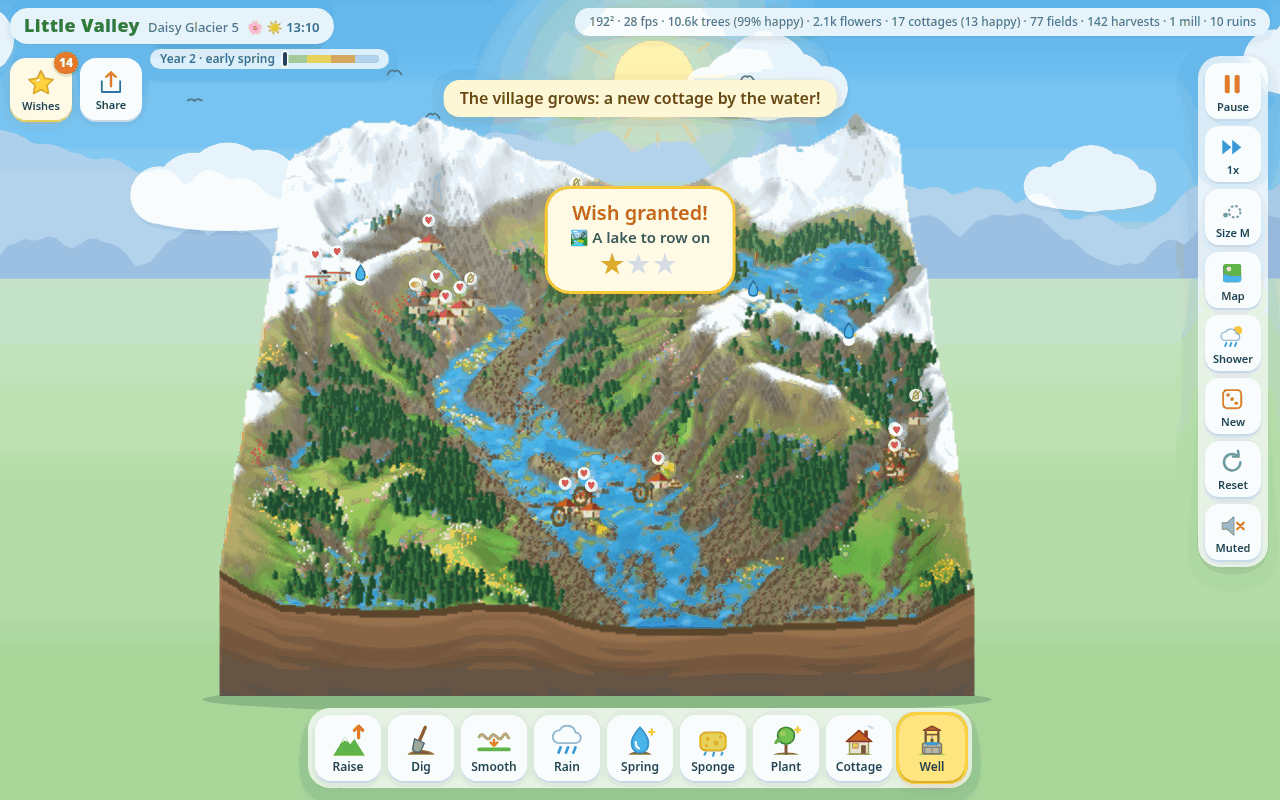 Little Valley Daisy Glacier 5 13:10
192² · 28 fps · 10.6k trees (99% happy) · 2.1k flowers · 17 cottages (13 happy) · 77 fields · 142 harvests · 1 mill · 10 ruins
Year 2 · early spring
14
Wishes
Share
The village grows: a new cottage by the water!
Wish granted!
A lake to row on
Pause
1x
Size M
Map
Shower
New
Reset
Muted
Raise
Dig
Smooth
Rain
Spring
Sponge
Plant
Cottage
Well